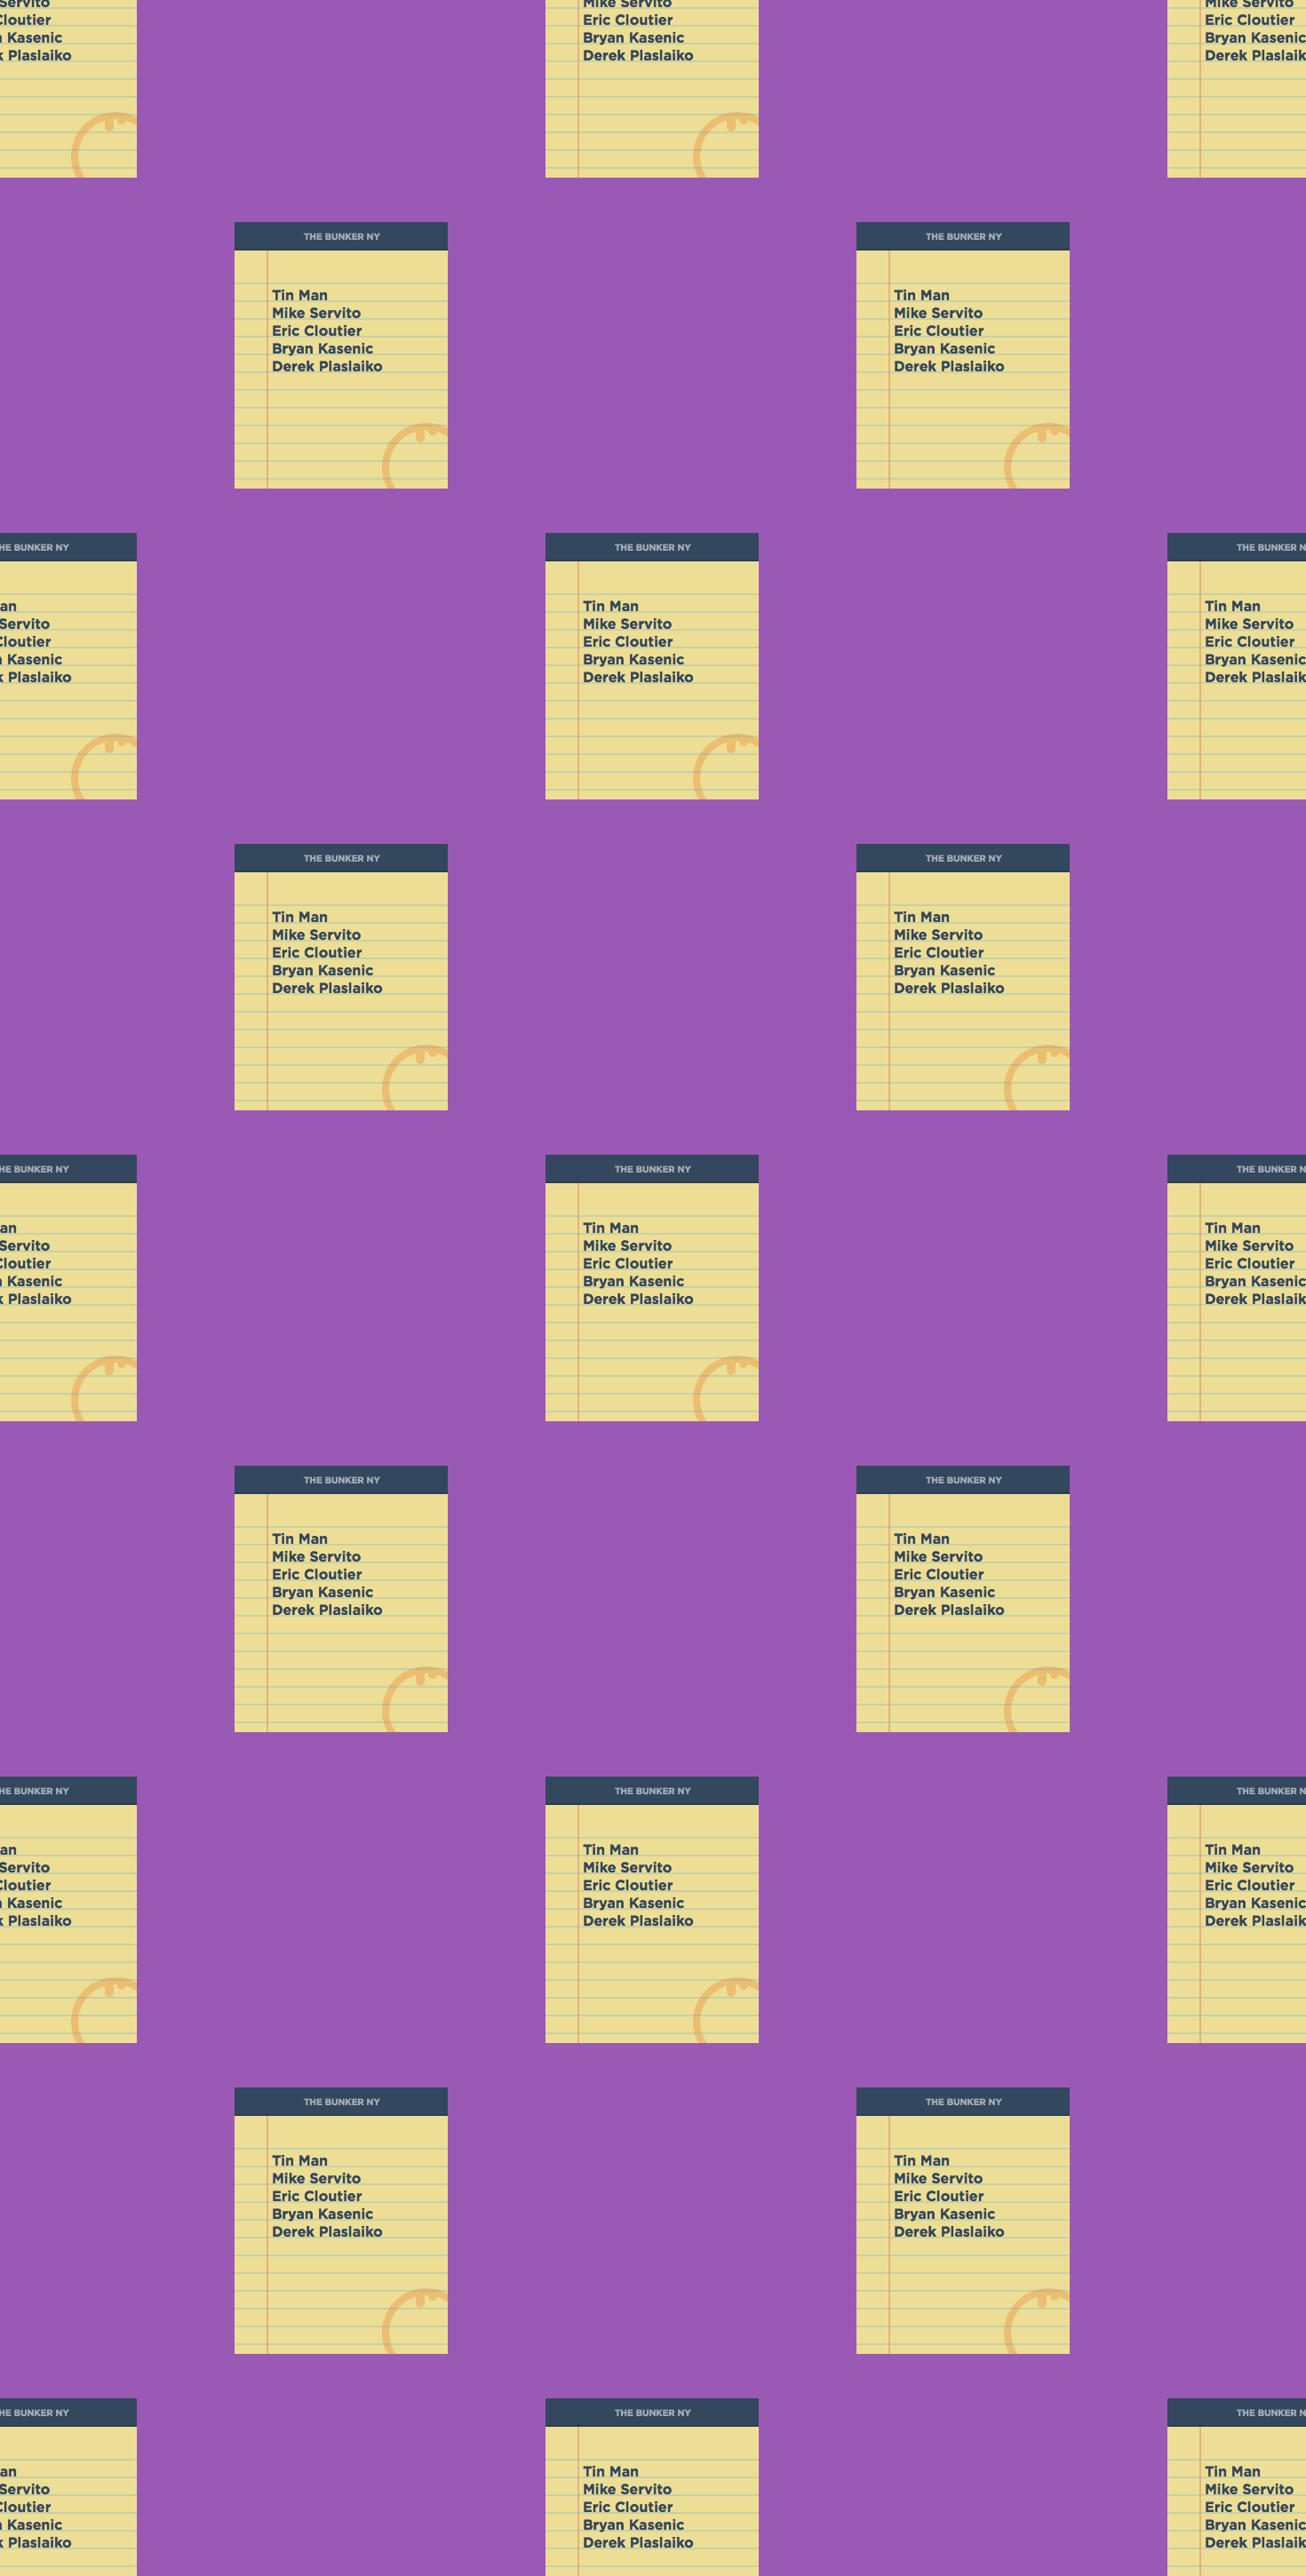 Servito
Cloutier
Kasenic
Plaslaiko
Mike Servito
Eric Cloutier
Bryan Kasenic
Derek Plaslaiko
Mike Servito
Eric Cloutier
Bryan Kasenic
Derek Plaslaik
THE BUNKER NY
Tin Man
Mike Servito
Eric Cloutier
Bryan Kasenic
Derek Plaslaiko
THE BUNKER NY
Tin Man
Mike Servito
Eric Cloutier
Bryan Kasenic
Derek Plaslaiko
HE BUNKER NY
an
Servito
Cloutier
Kasenic
Plaslaiko
THE BUNKER NY
Tin Man
Mike Servito
Eric Cloutier
Bryan Kasenic
Derek Plaslaiko
THE BUNKER N
Tin Man
Mike Servito
Eric Cloutier
Bryan Kasenic
Derek Plaslaik
THE BUNKER NY
Tin Man
Mike Servito
Eric Cloutier
Bryan Kasenic
Derek Plaslaiko
THE BUNKER NY
Tin Man
Mike Servito
Eric Cloutier
Bryan Kasenic
Derek Plaslaiko
HE BUNKER NY
an
Servito
Cloutier
Kasenic
Plaslaiko
THE BUNKER NY
Tin Man
Mike Servito
Eric Cloutier
Bryan Kasenic
Derek Plaslaiko
THE BUNKER N
Tin Man
Mike Servito
Eric Cloutier
Bryan Kasenic
Derek Plaslaik
THE BUNKER NY
Tin Man
Mike Servito
Eric Cloutier
Bryan Kasenic
Derek Plaslaiko
THE BUNKER NY
Tin Man
Mike Servito
Eric Cloutier
Bryan Kasenic
Derek Plaslaiko
HE BUNKER NY
an
Servito
Cloutier
Kasenic
Plaslaiko
THE BUNKER NY
Tin Man
Mike Servito
Eric Cloutier
Bryan Kasenic
Derek Plaslaiko
THE BUNKER N
Tin Man
Mike Servito
Eric Cloutier
Bryan Kasenic
Derek Plaslaik
THE BUNKER NY
Tin Man
Mike Servito
Eric Cloutier
Bryan Kasenic
Derek Plaslaiko
THE BUNKER NY
Tin Man
Mike Servito
Eric Cloutier
Bryan Kasenic
Derek Plaslaiko
HE BUNKER NY
an
Servito
Cloutier
Kasenic
Plaslaiko
THE BUNKER NY
Tin Man
Mike Servito
Eric Cloutier
Bryan Kasenic
Derek Plaslaiko
THE BUNKER N
Tin Man
Mike Servito
Eric Cloutier
Bryan Kasenic
Derek Plaslaik